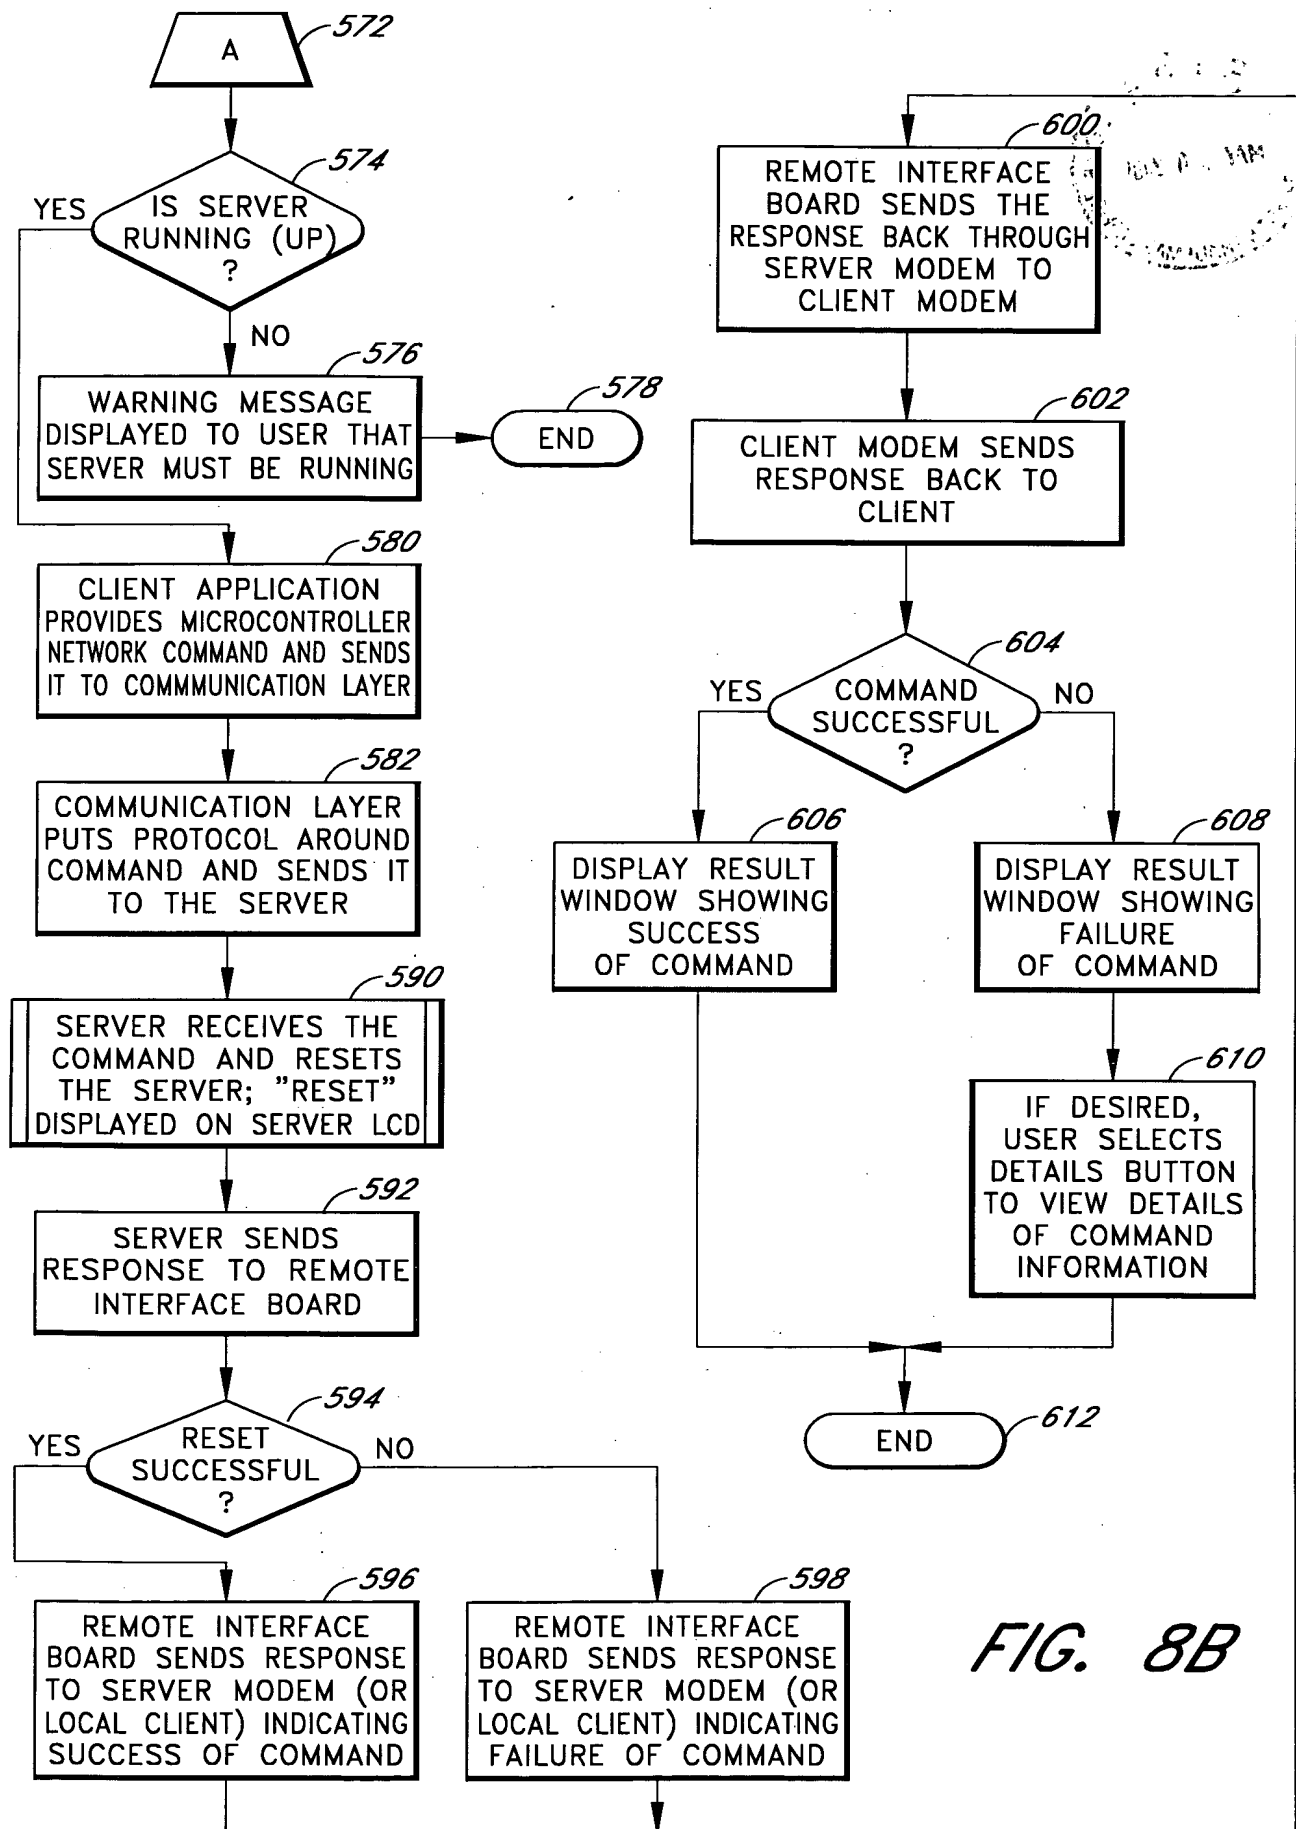 A
572
574
IS SERVER
RUNNING (UP)
?
YES
NO
576
WARNING MESSAGE
DISPLAYED TO USER THAT
SERVER MUST BE RUNNING
578
END
580
CLIENT APPLICATION
PROVIDES MICROCONTROLLER
NETWORK COMMAND AND SENDS
IT TO COMMMUNICATION LAYER
582
COMMUNICATION LAYER
PUTS PROTOCOL AROUND
COMMAND AND SENDS IT
TO THE SERVER
590
SERVER RECEIVES THE
COMMAND AND RESETS
THE SERVER; "RESET"
DISPLAYED ON SERVER LCD
592
SERVER SENDS
RESPONSE TO REMOTE
INTERFACE BOARD
594
YES
RESET
SUCCESSFUL
?
NO
596
REMOTE INTERFACE
BOARD SENDS RESPONSE
TO SERVER MODEM (OR
LOCAL CLIENT) INDICATING
SUCCESS OF COMMAND
598
REMOTE INTERFACE
BOARD SENDS RESPONSE
TO SERVER MODEM (OR
LOCAL CLIENT) INDICATING
FAILURE OF COMMAND
600
REMOTE INTERFACE
BOARD SENDS THE
RESPONSE BACK THROUGH
SERVER MODEM TO
CLIENT MODEM
602
CLIENT MODEM SENDS
RESPONSE BACK TO
CLIENT
604
YES
COMMAND
SUCCESSFUL
?
NO
606
DISPLAY RESULT
WINDOW SHOWING
SUCCESS
OF COMMAND
608
DISPLAY RESULT
WINDOW SHOWING
FAILURE
OF COMMAND
610
IF DESIRED,
USER SELECTS
DETAILS BUTTON
TO VIEW DETAILS
OF COMMAND
INFORMATION
END
612
FIG. 8B